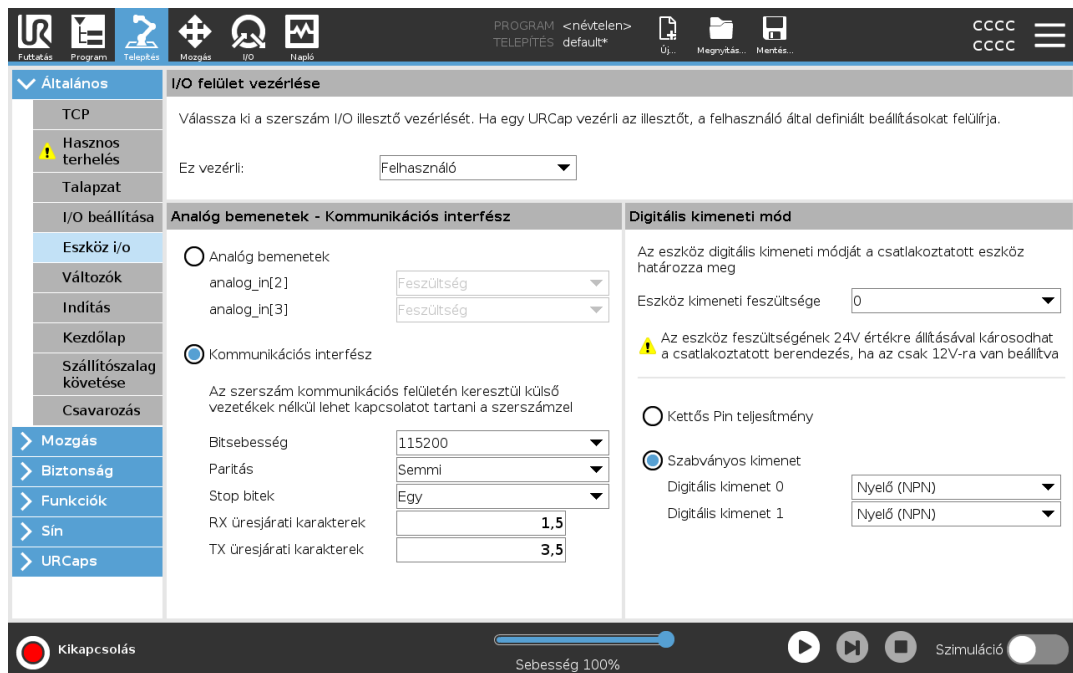 PROGRAM <névtelen>
TELEPÍTÉS default*
CCCC
CCCC
Futtatás Program Telepítés Mozgás I/O Napló Új... Megnyitás... Mentés...
Általános
TCP
Hasznos
terhelés
Talapzat
I/O beállítása
Eszköz i/o
Változók
Indítás
Kezdőlap
Szállítószalag
követése
Csavarozás
Mozgás
Biztonság
Funkciók
Sín
URCaps
I/O felület vezérlése
Válassza ki a szerszám I/O illesztő vezérlését. Ha egy URCap vezérli az illesztőt, a felhasználó által definiált beállításokat felülírja.
Ez vezérli: Felhasználó
Analóg bemenetek - Kommunikációs interfész
Analóg bemenetek
analog_in[2] Feszültség
analog_in[3] Feszültség
Kommunikációs interfész
Az szerszám kommunikációs felületén keresztül külső
vezetékek nélkül lehet kapcsolatot tartani a szerszámzel
Bitsebesség 115200
Paritás Semmi
Stop bitek Egy
RX üresjárati karakterek 1,5
TX üresjárati karakterek 3,5
Digitális kimeneti mód
Az eszköz digitális kimeneti módját a csatlakoztatott eszköz
határozza meg
Eszköz kimeneti feszültsége 0
Az eszköz feszültségének 24V értékre állításával károsodhat
a csatlakoztatott berendezés, ha az csak 12V-ra van beállítva
Kettős Pin teljesítmény
Szabványos kimenet
Digitális kimenet 0 Nyelő (NPN)
Digitális kimenet 1 Nyelő (NPN)
Kikapcsolás
Sebesség 100%
Szimuláció